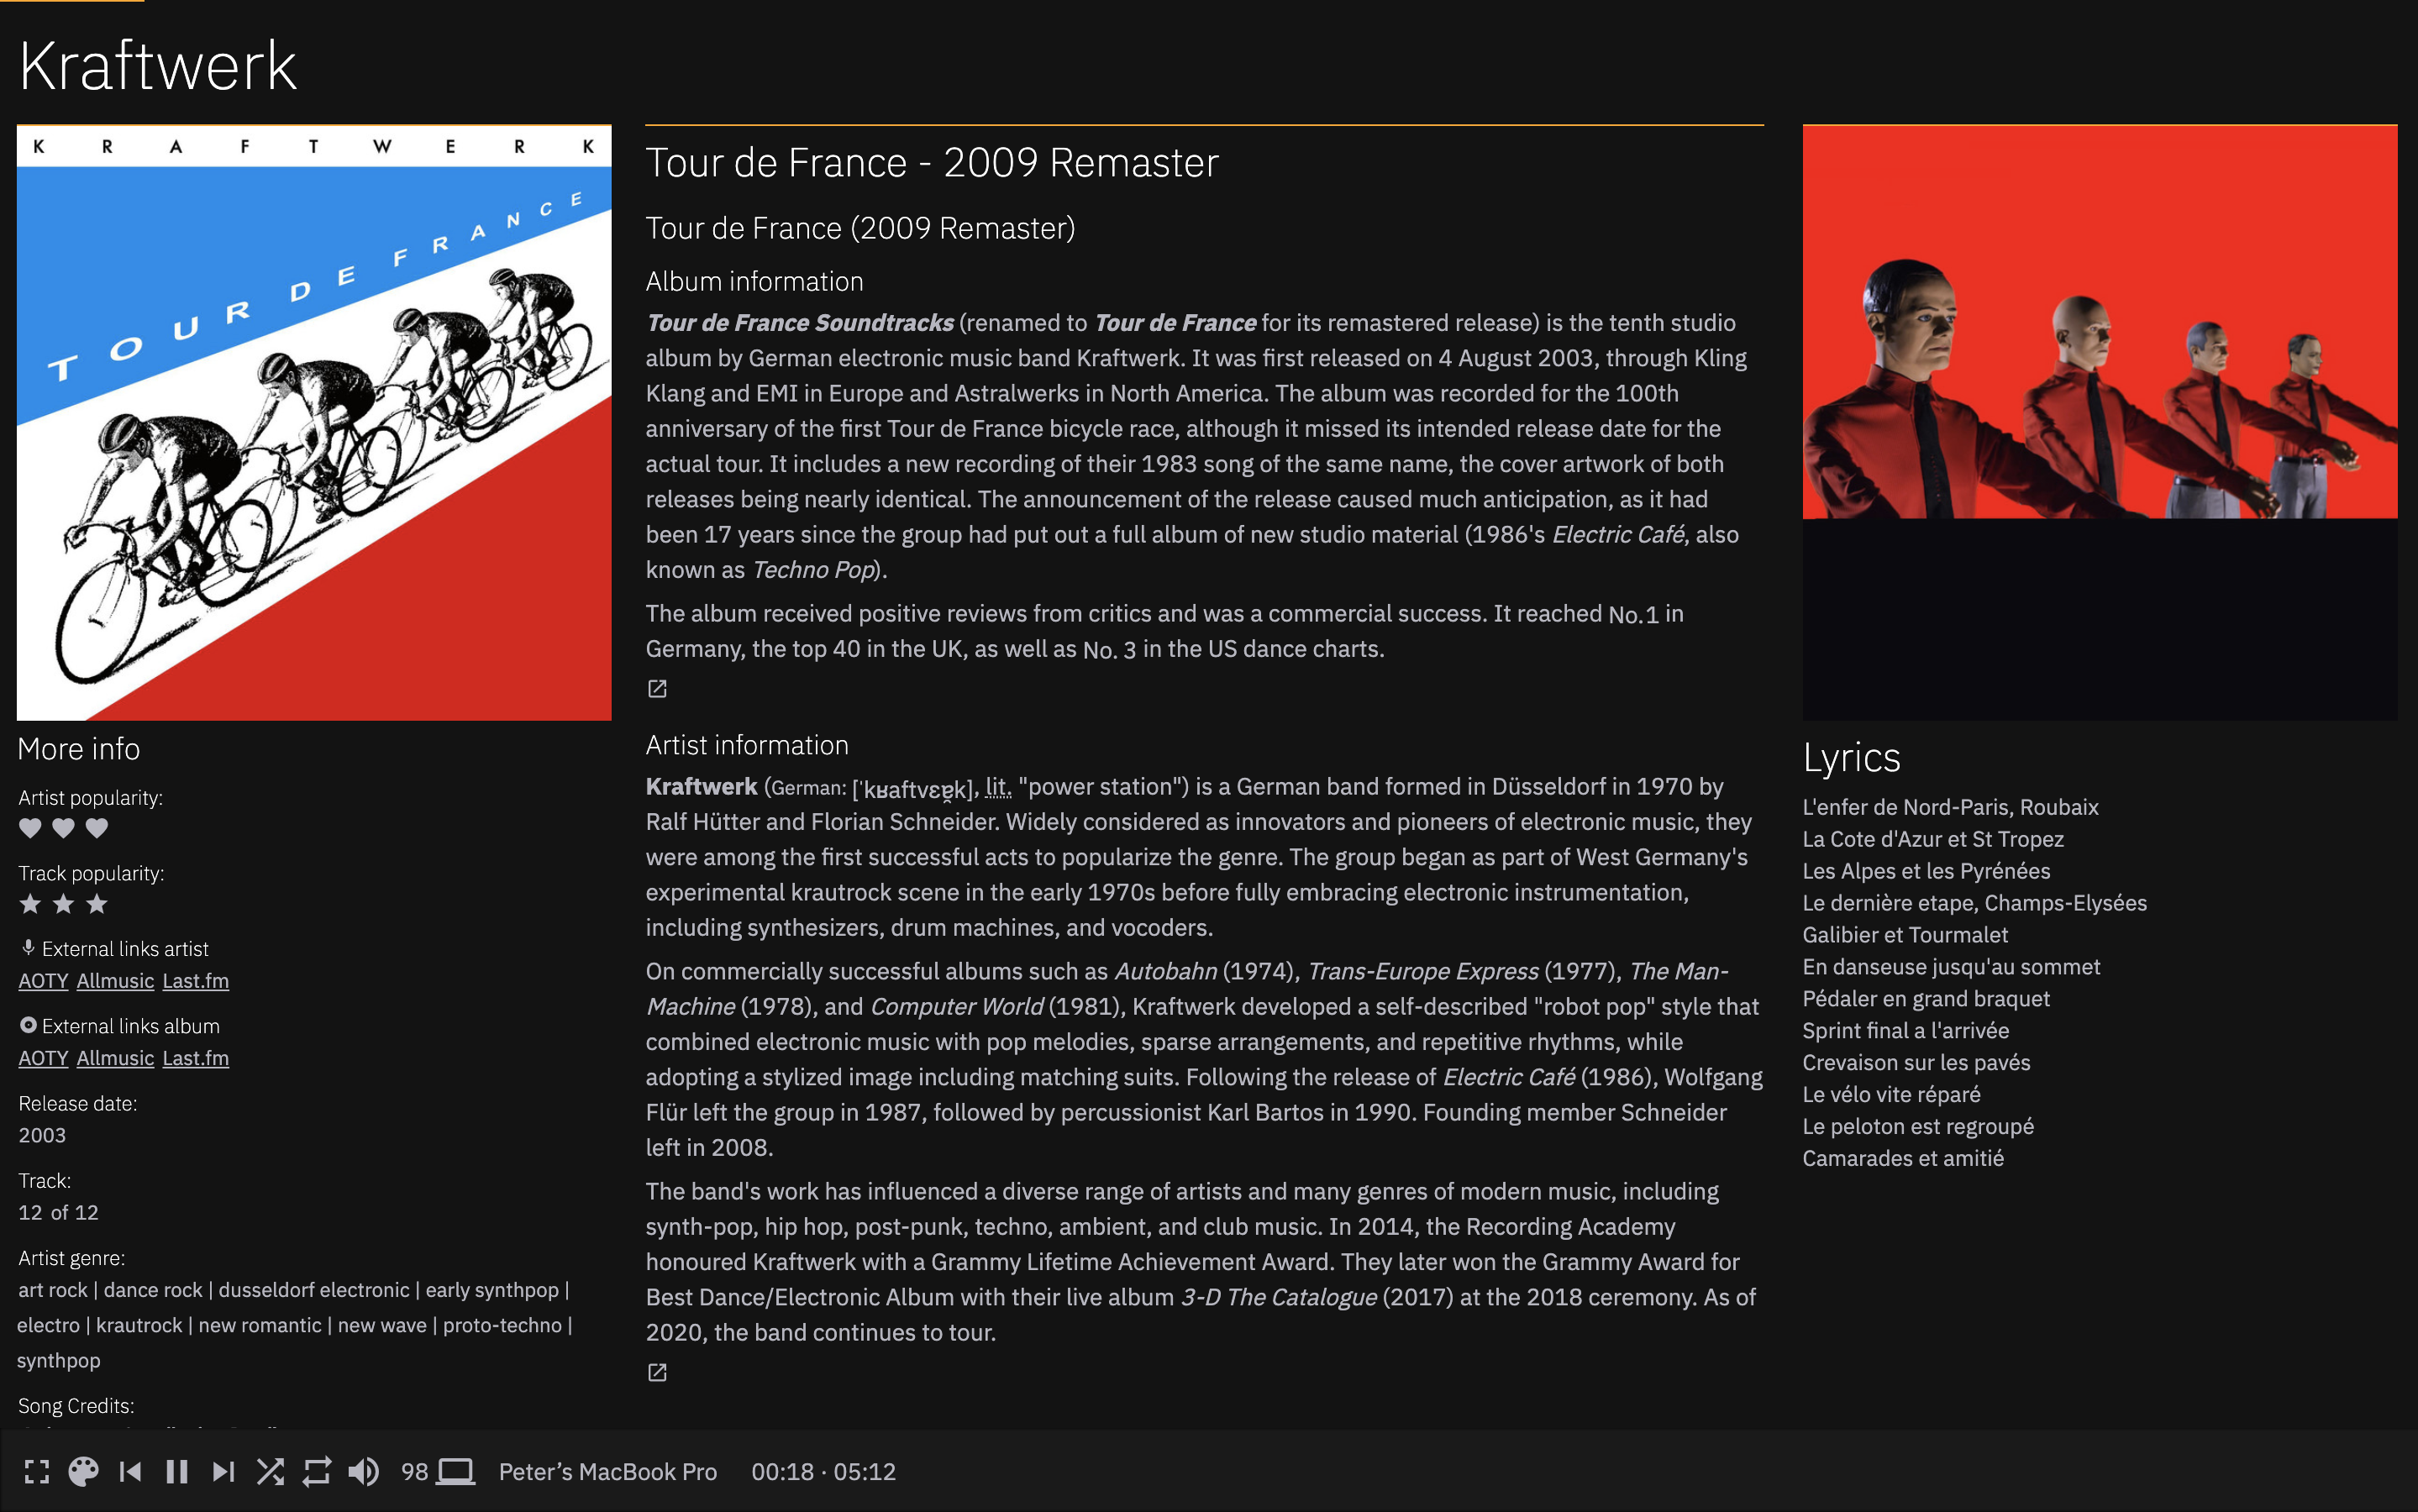 Kraftwerk
K R A F T W E R K
TOUR DE FRANCE
More info
Artist popularity:
Track popularity:
External links artist
AOTY Allmusic Last.fm
External links album
AOTY Allmusic Last.fm
Release date:
2003
Track:
12 of 12
Artist genre:
art rock | dance rock | dusseldorf electronic | early synthpop |
electro | krautrock | new romantic | new wave | proto-techno |
synthpop
Song Credits:
Tour de France - 2009 Remaster
Tour de France (2009 Remaster)
Album information
Tour de France Soundtracks (renamed to Tour de France for its remastered release) is the tenth studio
album by German electronic music band Kraftwerk. It was first released on 4 August 2003, through Kling
Klang and EMI in Europe and Astralwerks in North America. The album was recorded for the 100th
anniversary of the first Tour de France bicycle race, although it missed its intended release date for the
actual tour. It includes a new recording of their 1983 song of the same name, the cover artwork of both
releases being nearly identical. The announcement of the release caused much anticipation, as it had
been 17 years since the group had put out a full album of new studio material (1986's Electric Café, also
known as Techno Pop).
The album received positive reviews from critics and was a commercial success. It reached No.1 in
Germany, the top 40 in the UK, as well as No. 3 in the US dance charts.
Artist information
Kraftwerk (German: [ˈkʁaftvɛɐ̯k], lit. "power station") is a German band formed in Düsseldorf in 1970 by
Ralf Hütter and Florian Schneider. Widely considered as innovators and pioneers of electronic music, they
were among the first successful acts to popularize the genre. The group began as part of West Germany's
experimental krautrock scene in the early 1970s before fully embracing electronic instrumentation,
including synthesizers, drum machines, and vocoders.
On commercially successful albums such as Autobahn (1974), Trans-Europe Express (1977), The Man-
Machine (1978), and Computer World (1981), Kraftwerk developed a self-described "robot pop" style that
combined electronic music with pop melodies, sparse arrangements, and repetitive rhythms, while
adopting a stylized image including matching suits. Following the release of Electric Café (1986), Wolfgang
Flür left the group in 1987, followed by percussionist Karl Bartos in 1990. Founding member Schneider
left in 2008.
The band's work has influenced a diverse range of artists and many genres of modern music, including
synth-pop, hip hop, post-punk, techno, ambient, and club music. In 2014, the Recording Academy
honoured Kraftwerk with a Grammy Lifetime Achievement Award. They later won the Grammy Award for
Best Dance/Electronic Album with their live album 3-D The Catalogue (2017) at the 2018 ceremony. As of
2020, the band continues to tour.
Lyrics
L'enfer de Nord-Paris, Roubaix
La Cote d'Azur et St Tropez
Les Alpes et les Pyrénées
Le dernière etape, Champs-Elysées
Galibier et Tourmalet
En danseuse jusqu'au sommet
Pédaler en grand braquet
Sprint final a l'arrivée
Crevaison sur les pavés
Le vélo vite réparé
Le peloton est regroupé
Camarades et amitié
98 Peter’s MacBook Pro 00:18 · 05:12